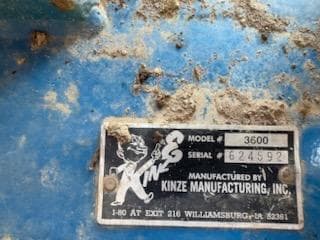 MODEL # 3600
SERIAL # 624592
KINZE
MANUFACTURED BY
KINZE MANUFACTURING, INC.
I-80 AT EXIT 216 WILLIAMSBURG, IA 52361